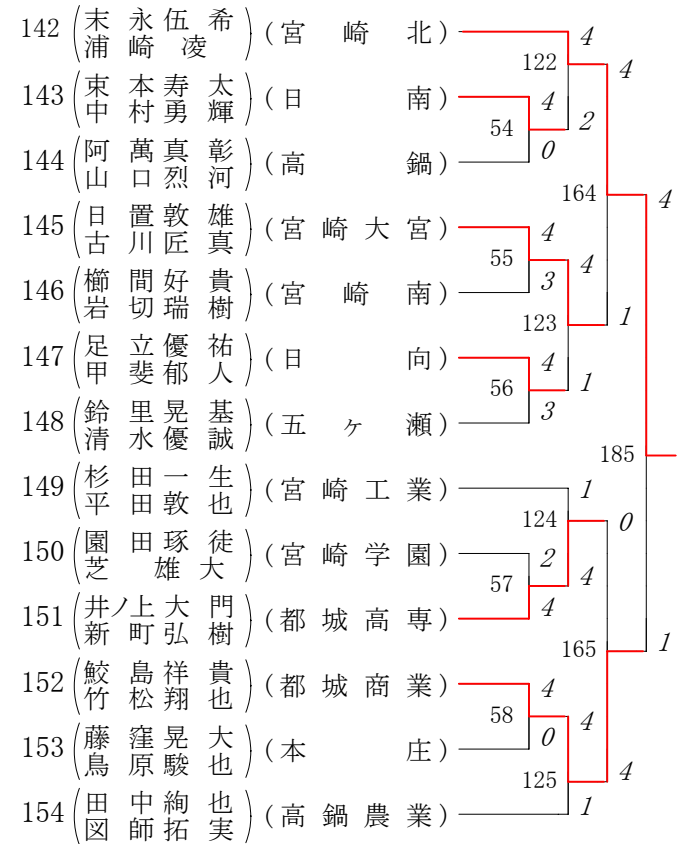 142 末永伍希 浦崎凌 (宮崎北) 4
122 4
143 東本寿太 中村勇輝 (日南) 4
54 2
144 阿萬真彰 山口烈河 (高鍋) 0
164 4
145 日置敦雄 古川匠真 (宮崎大宮) 4
55 4
146 櫛間好貴 岩切瑞樹 (宮崎南) 3
123 1
147 足立優祐 甲斐郁人 (日向) 4
56 1
148 鈴里晃基 清水優誠 (五ヶ瀬) 3
185
149 杉田一生 平田敦也 (宮崎工業) 1
124 0
150 園田琢徒 芝雄大 (宮崎学園) 2
57 4
151 井ノ上大門 新町弘樹 (都城高専) 4
165 1
152 鮫島祥貴 竹松翔也 (都城商業) 4
58 4
153 藤窪晃大 鳥原駿也 (本庄) 0
125 4
154 田中絢也 図師拓実 (高鍋農業) 1